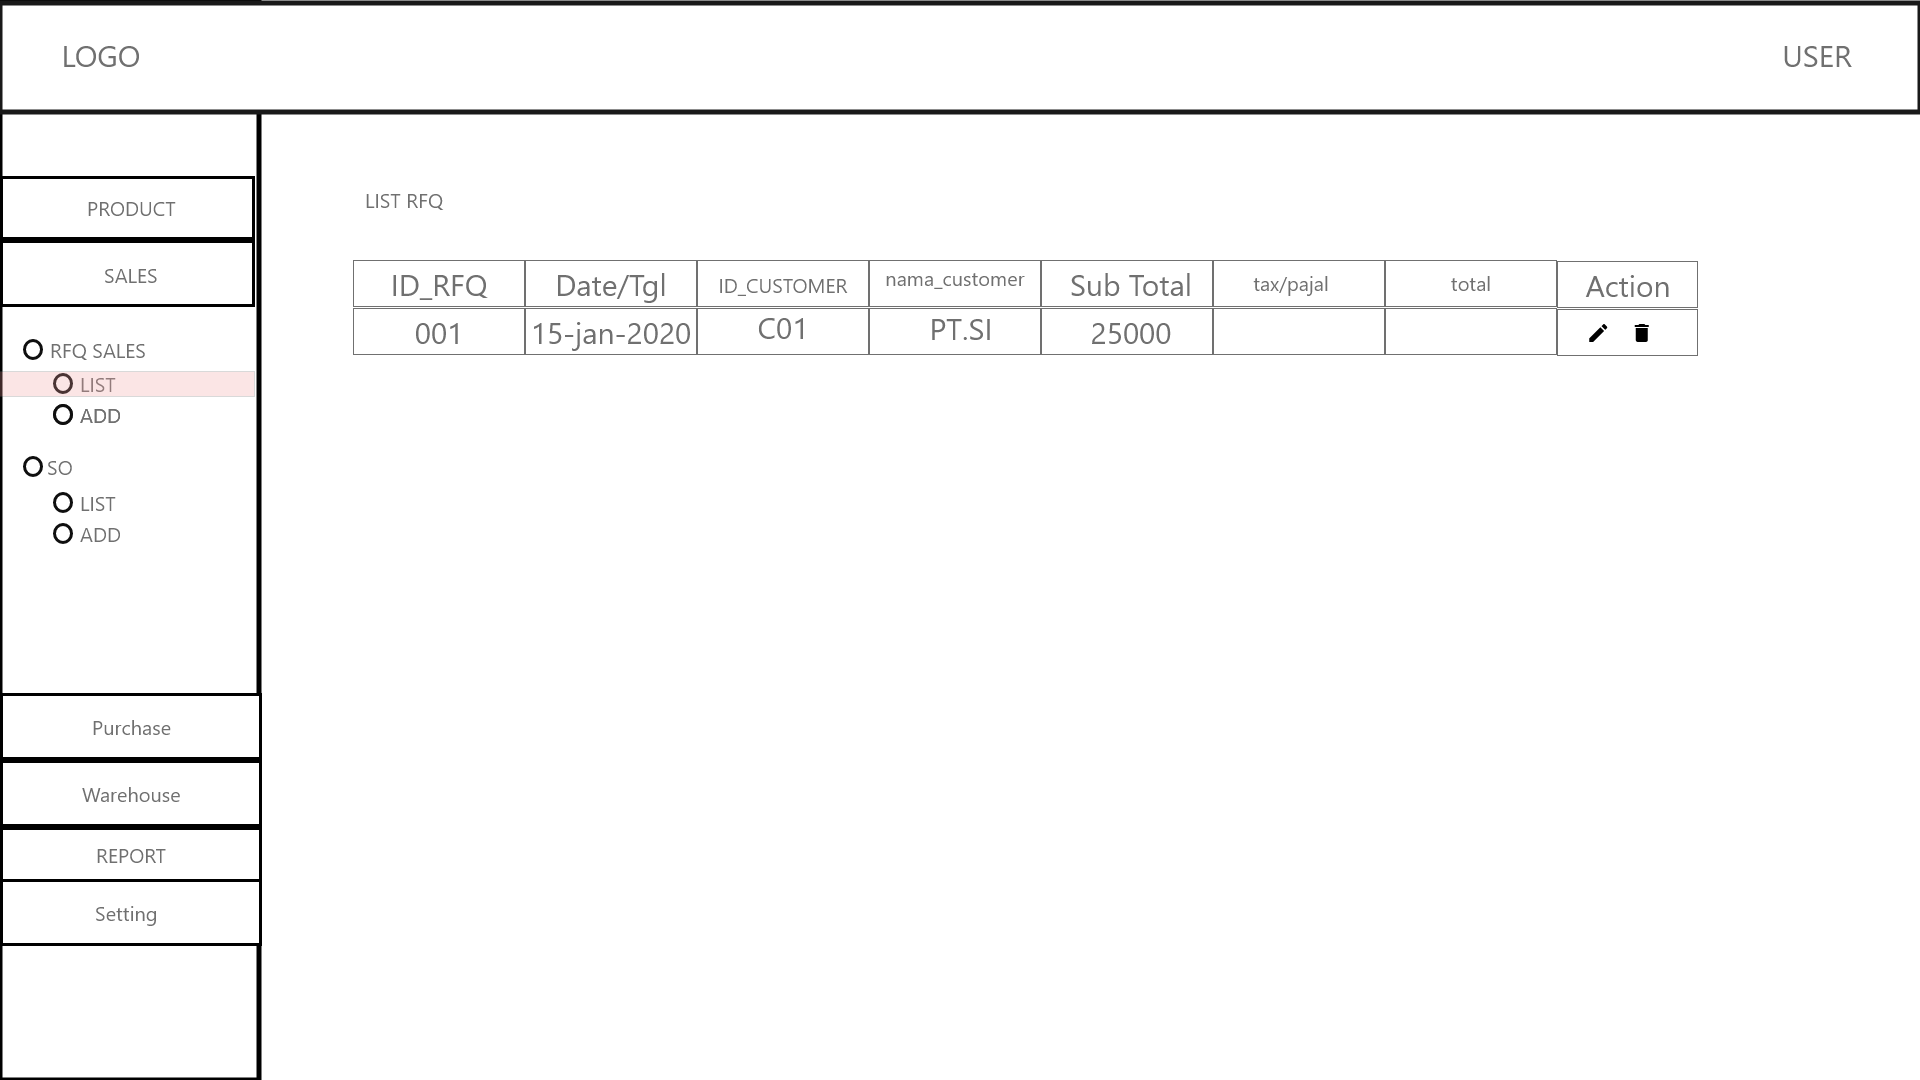 LOGO
USER
PRODUCT
SALES
RFQ SALES
LIST
ADD
SO
LIST
ADD
Purchase
Warehouse
REPORT
Setting
LIST RFQ
ID_RFQ Date/Tgl ID_CUSTOMER nama_customer Sub Total tax/pajal total Action
001 15-jan-2020 C01 PT.SI 25000